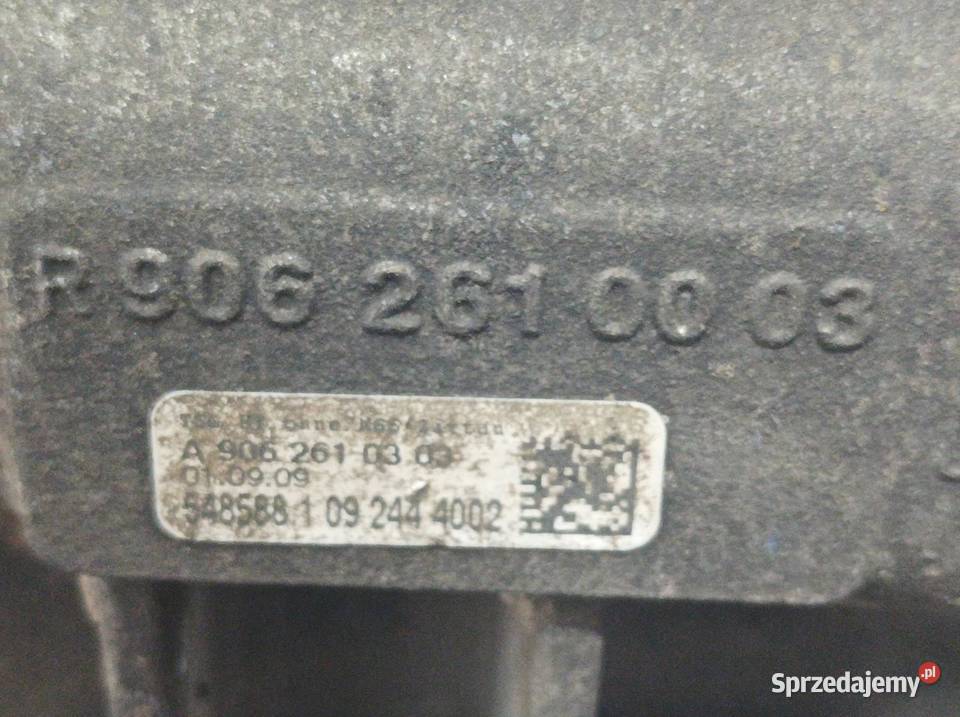 R 906 261 00 03
A 906 261 03 03
01.09.09
548588 1 09 244 4002
Sprzedajemy.pl